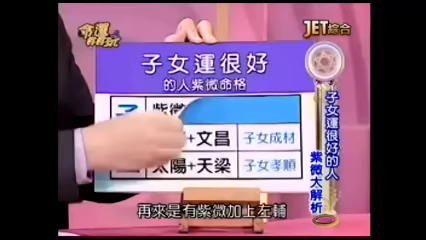 命運好好玩
JET綜合
子女運很好
的人紫微命格
紫微
+文昌
子女成材
太陽+天梁
子女孝順
子女運很好的人
紫微大解析
再來是有紫微加上左輔